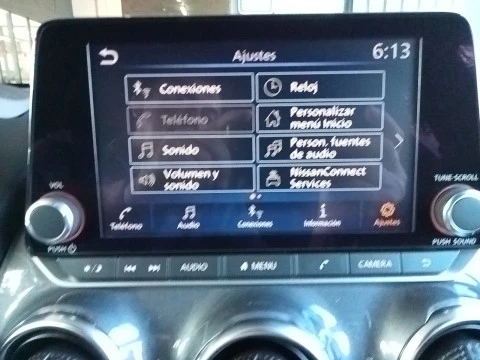 Ajustes
6:13
Conexiones
Reloj
Teléfono
Personalizar
menú Inicio
Sonido
Person. fuentes
de audio
Volumen y
sonido
NissanConnect
Services
Teléfono
Audio
Conexiones
Información
Ajustes
VOL
PUSH
TUNE·SCROLL
PUSH SOUND
AUDIO
MENU
CAMERA